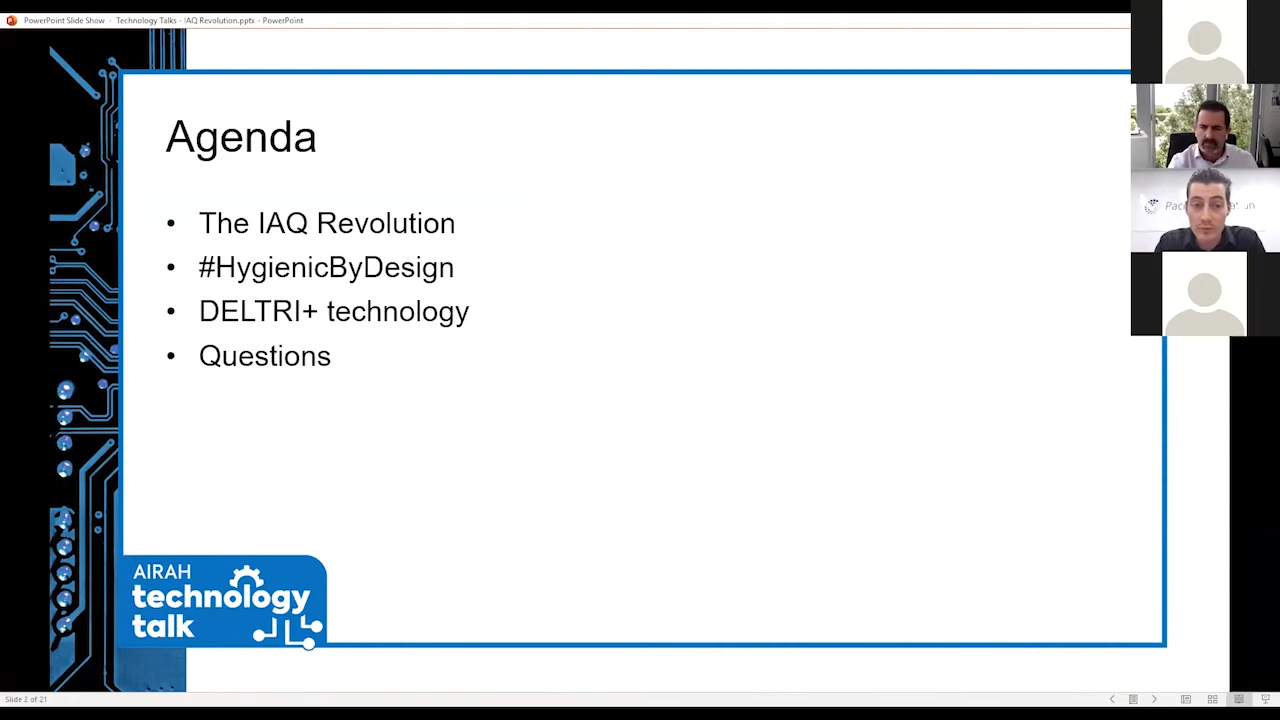 PowerPoint Slide Show - Technology Talks - IAQ Revolution.pptx - PowerPoint
Agenda
• The IAQ Revolution
• #HygienicByDesign
• DELTRI+ technology
• Questions
AIRAH
technology
talk
Slide 2 of 21